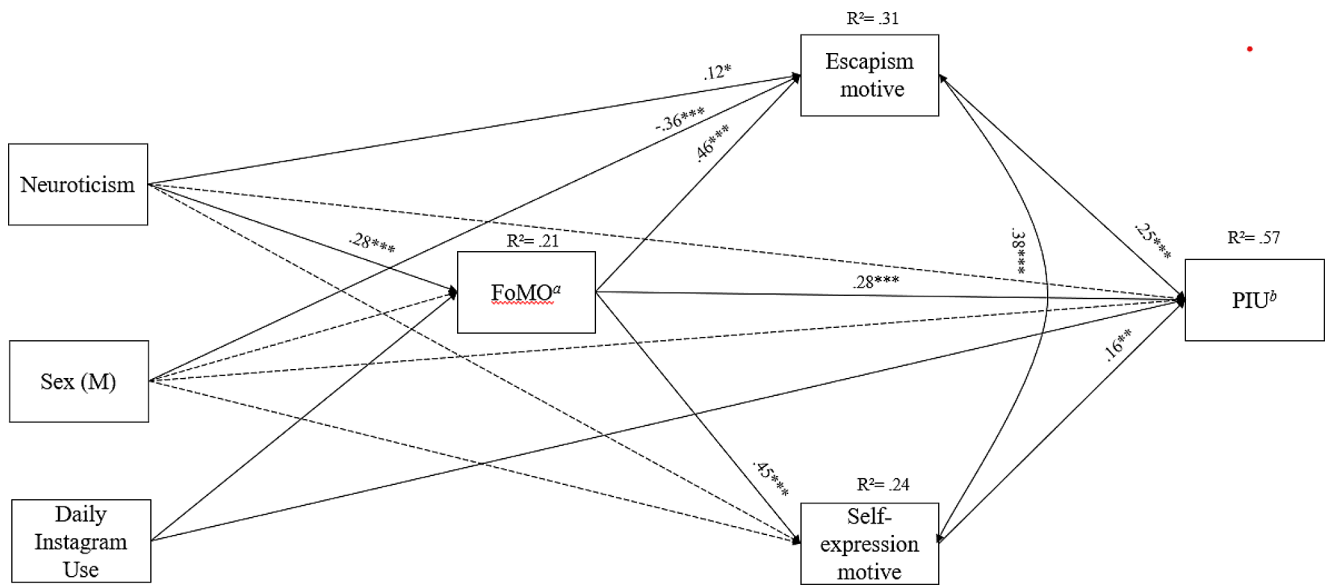 R²= .31
Escapism
motive
.12*
-.36***
.46***
Neuroticism
.28***
R²= .21
FoMOᵃ
.28***
.38***
.25***
R²= .57
PIUᵇ
.16**
Sex (M)
.45***
R²= .24
Self-
expression
motive
Daily
Instagram
Use